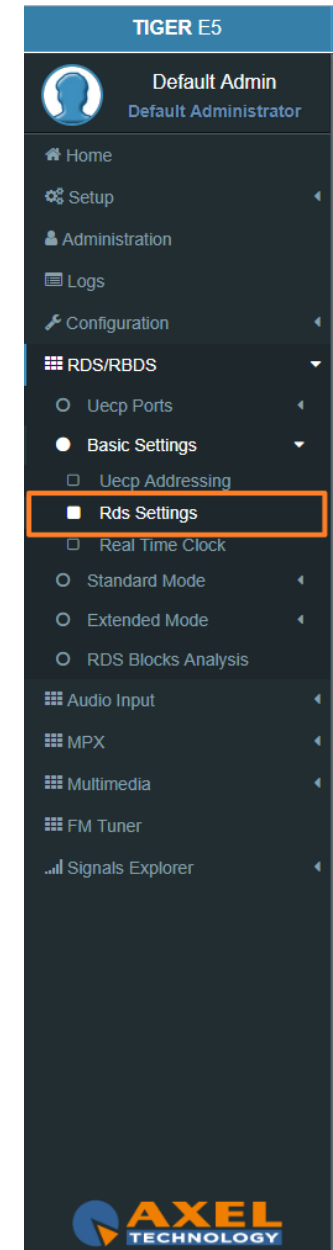 TIGER E5
Default Admin
Default Administrator
Home
Setup
Administration
Logs
Configuration
RDS/RBDS
Uecp Ports
Basic Settings
Uecp Addressing
Rds Settings
Real Time Clock
Standard Mode
Extended Mode
RDS Blocks Analysis
Audio Input
MPX
Multimedia
FM Tuner
Signals Explorer
AXEL
TECHNOLOGY